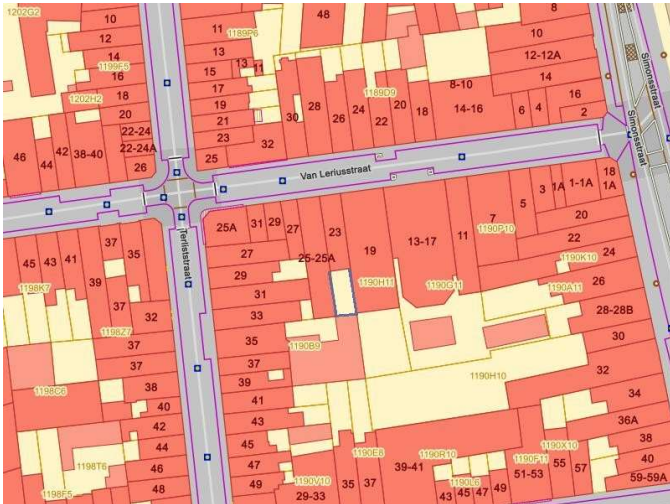 1202G2
10
12
14
1199F5
16
1202H2
18
20
22-24
22-24A
26
46
44
42
38-40
11
1189P6
13
15
13
11
17
19
21
23
25
32
30
28
26
24
22
20
18
1189D9
48
8-10
14-16
6
4
8
10
12-12A
14
16
2
Simonsstraat
Simonsstraat
Van Leriusstraat
Terliststraat
25A
31
29
27
25-25A
23
19
13-17
11
7
5
3
1A
1-1A
18
1A
1190P10
20
22
24
1190K10
26
1190A11
28-28B
30
32
34
36A
38
40
59-59A
1190H11
1190G11
1190H10
27
29
31
33
35
37
39
41
43
45
47
49
1190B9
45
43
41
39
37
37
35
32
1198K7
1198Z7
37
37
38
40
42
44
46
48
1198C6
1198T6
1198F5
1190V10
29-33
35
37
1190E8
39-41
1190R10
43
1190L6
45
47
49
1190F11
51-53
1190X10
55
57